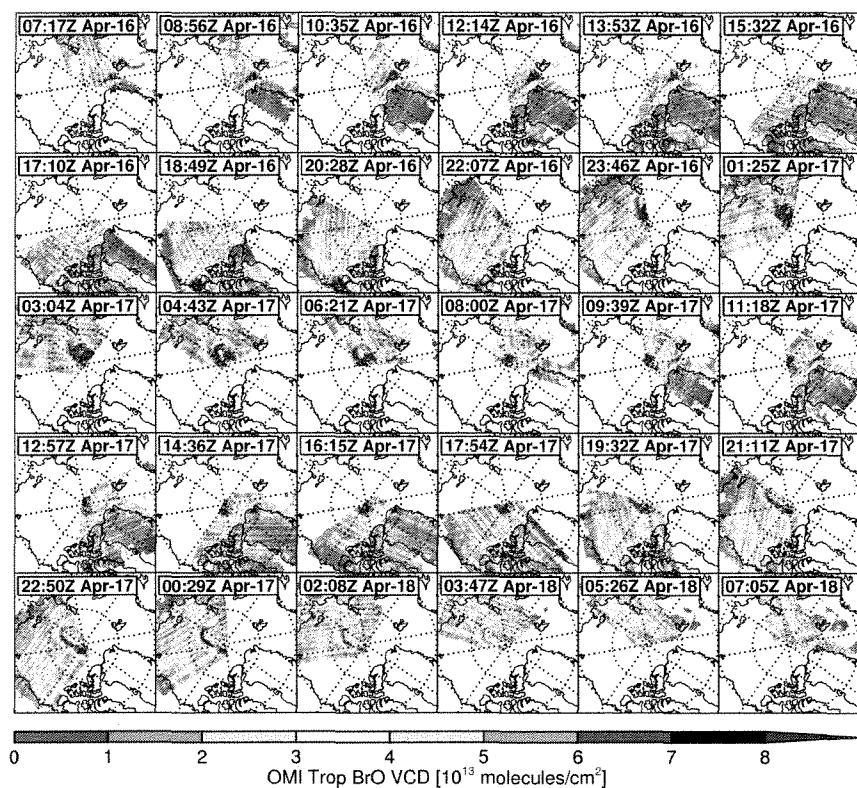 07:17Z Apr-16 08:56Z Apr-16 10:35Z Apr-16 12:14Z Apr-16 13:53Z Apr-16 15:32Z Apr-16
17:10Z Apr-16 18:49Z Apr-16 20:28Z Apr-16 22:07Z Apr-16 23:46Z Apr-16 01:25Z Apr-17
03:04Z Apr-17 04:43Z Apr-17 06:21Z Apr-17 08:00Z Apr-17 09:39Z Apr-17 11:18Z Apr-17
12:57Z Apr-17 14:36Z Apr-17 16:15Z Apr-17 17:54Z Apr-17 19:32Z Apr-17 21:11Z Apr-17
22:50Z Apr-17 00:29Z Apr-17 02:08Z Apr-18 03:47Z Apr-18 05:26Z Apr-18 07:05Z Apr-18
0 1 2 3 4 5 6 7 8
OMI Trop BrO VCD [10¹³ molecules/cm²]